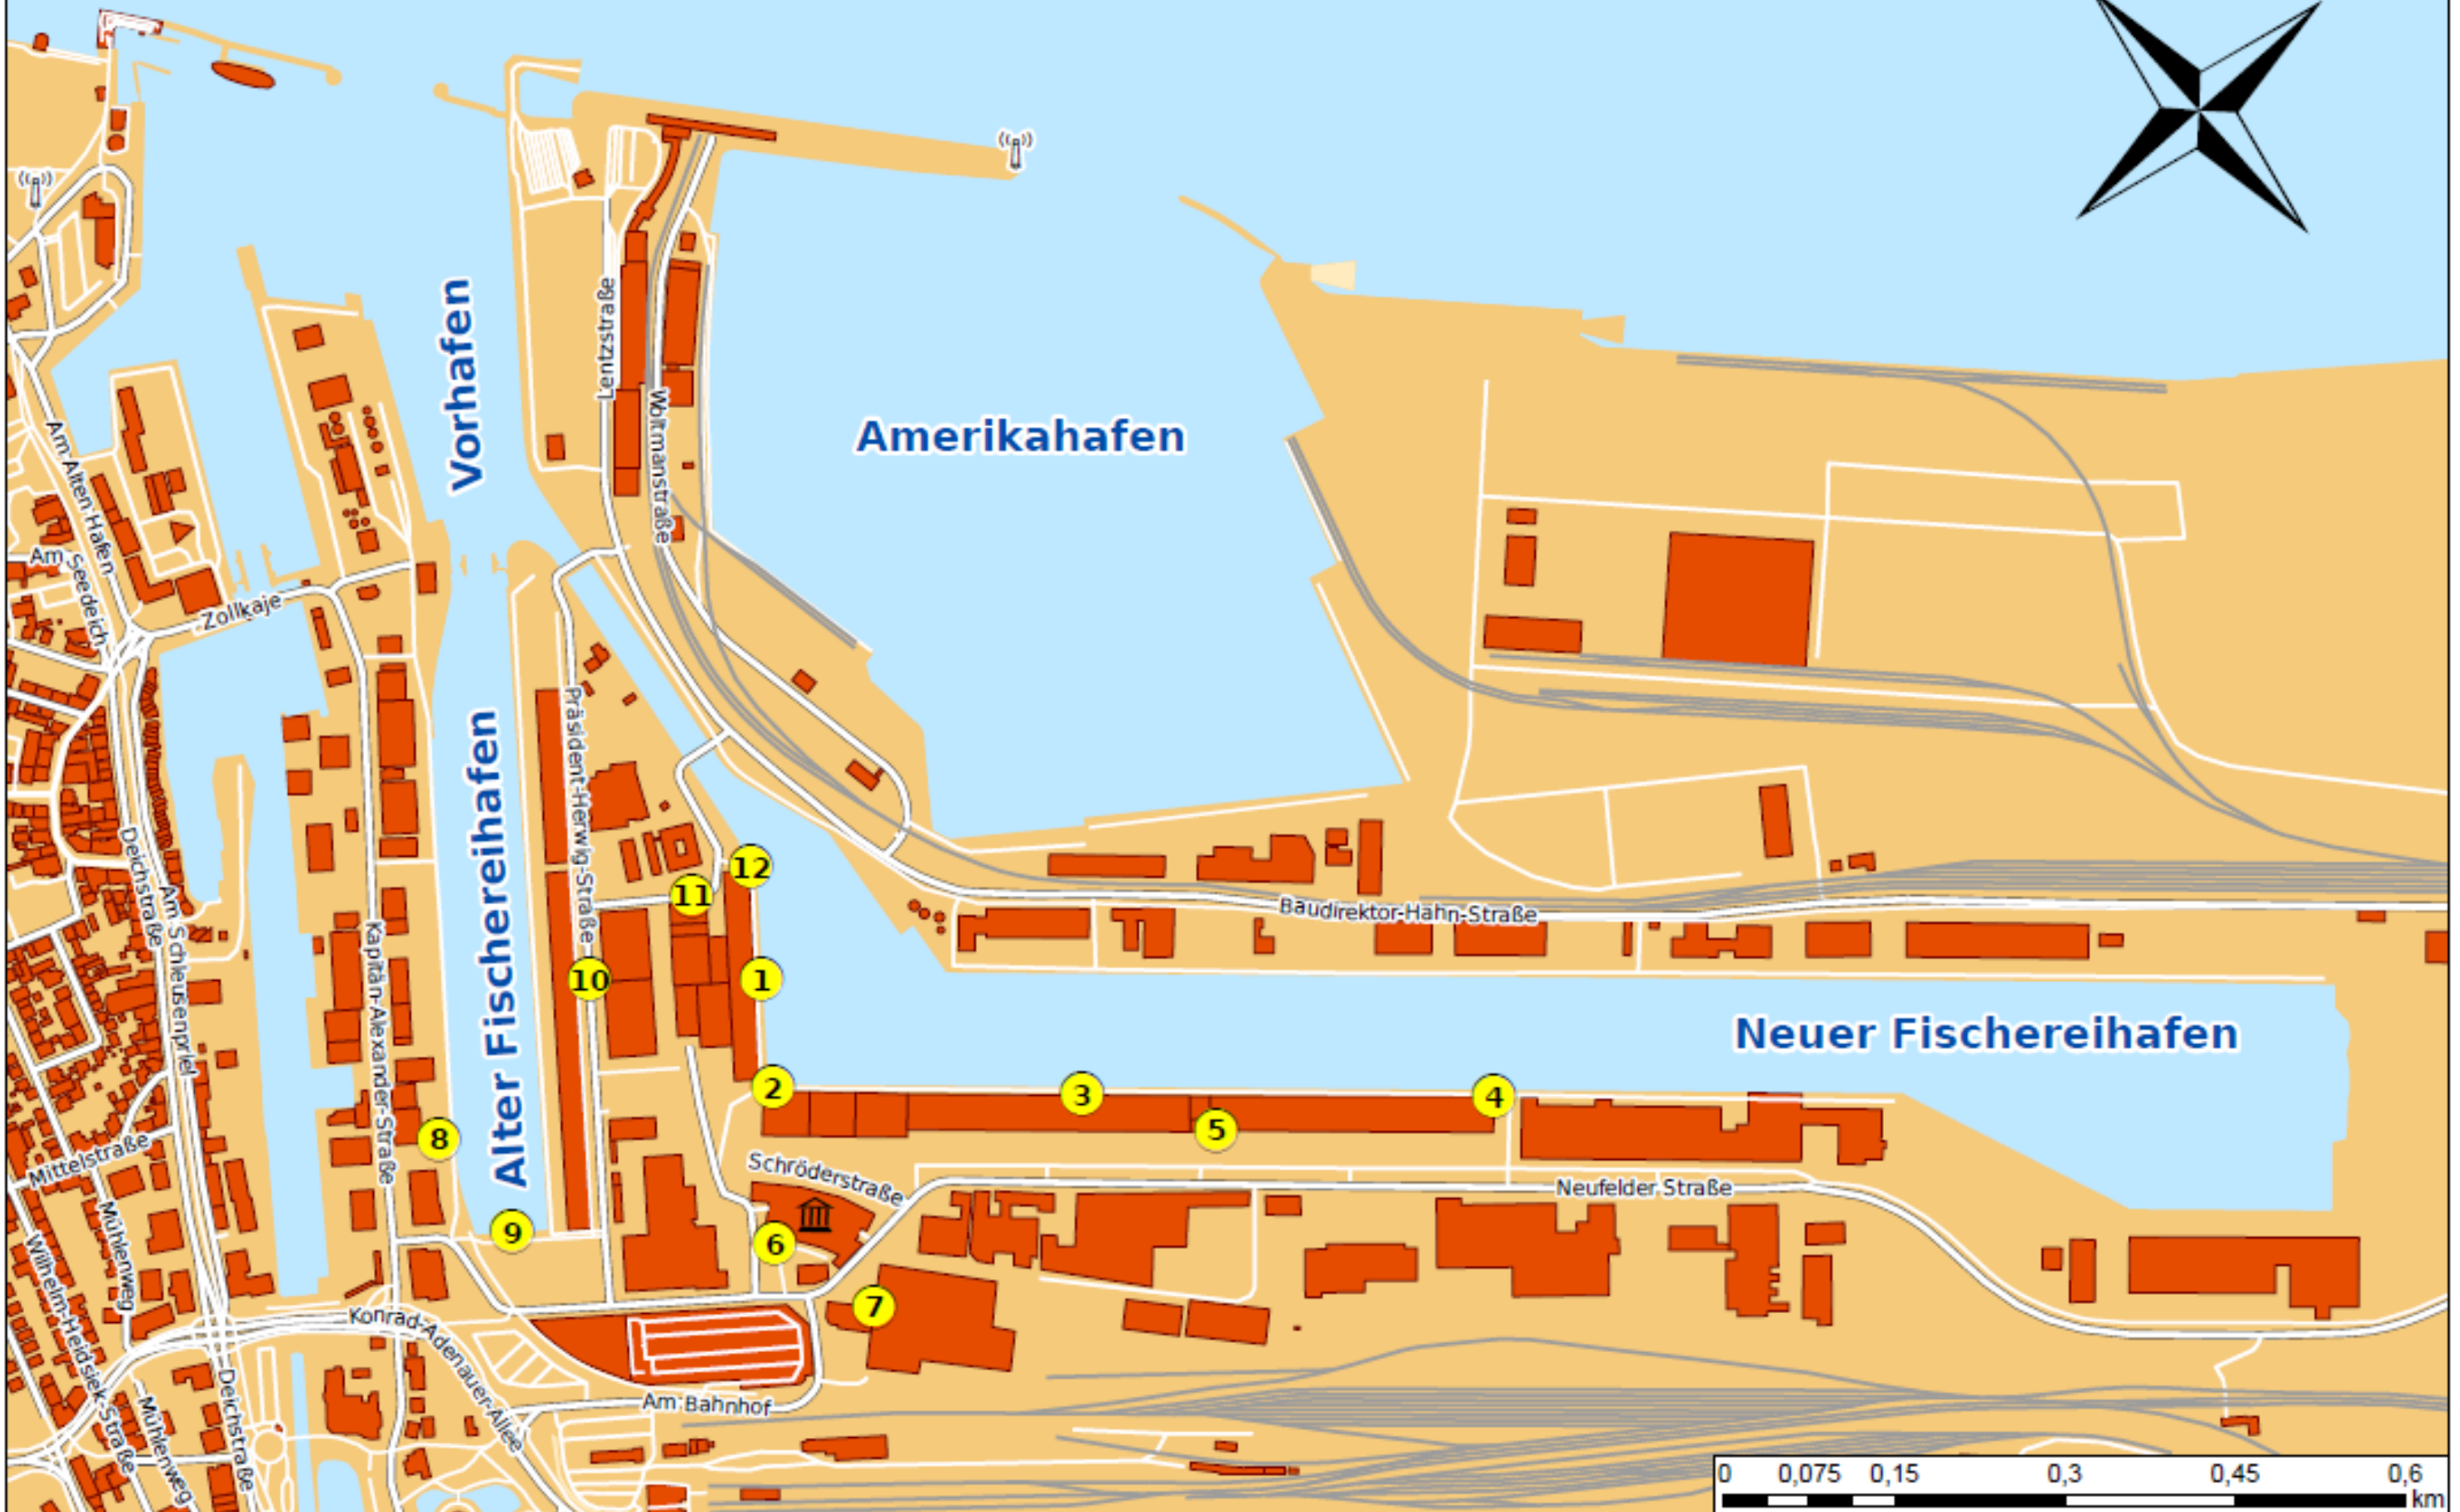 Vorhafen
Lentzstraße
Woltmanstraße
Amerikahafen
Am Alten Hafen
Am Seedeich
Zollkaje
Präsident-Herwig-Straße
Alter Fischereihafen
Deichstraße
Am Schleusenpriel
Kapitän-Alexander-Straße
12
11
Baudirektor-Hahn-Straße
10
1
Neuer Fischereihafen
2
3
4
5
8
Mittelstraße
Schröderstraße
Neufelder Straße
9
6
7
Mühlenweg
Wilhelm-Heidsiek-Straße
Konrad-Adenauer-Allee
Deichstraße
Mühlenweg
Am Bahnhof
0 0,075 0,15 0,3 0,45 0,6
km